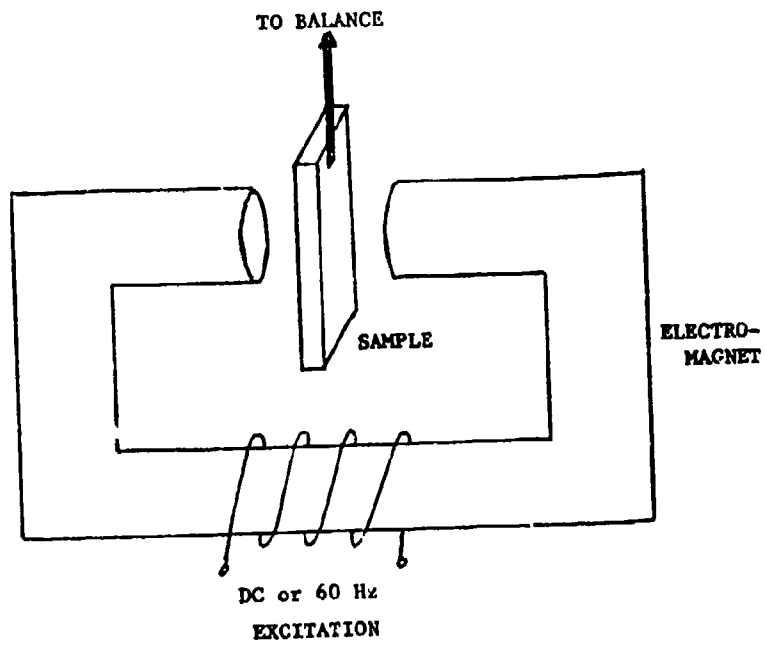 TO BALANCE
SAMPLE
ELECTRO-
MAGNET
DC or 60 Hz
EXCITATION